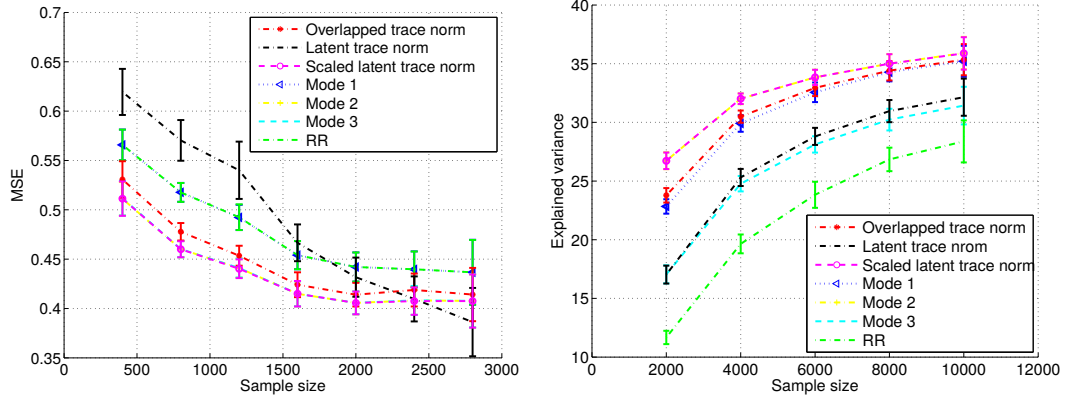 0.7
0.65
0.6
0.55
0.5
0.45
0.4
0.35
MSE
0 500 1000 1500 2000 2500 3000
Sample size
Overlapped trace norm
Latent trace norm
Scaled latent trace norm
Mode 1
Mode 2
Mode 3
RR
40
35
30
25
20
15
10
Explained variance
0 2000 4000 6000 8000 10000 12000
Sample size
Overlapped trace norm
Latent trace nrom
Scaled latent trace norm
Mode 1
Mode 2
Mode 3
RR